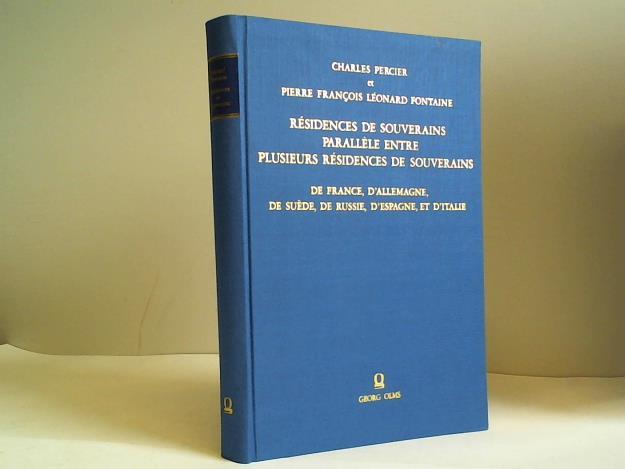 CHARLES PERCIER
et
PIERRE FRANÇOIS LÉONARD FONTAINE
RÉSIDENCES DE SOUVERAINS
PARALLÈLE ENTRE
PLUSIEURS RÉSIDENCES DE SOUVERAINS
DE FRANCE, D'ALLEMAGNE,
DE SUÈDE, DE RUSSIE, D'ESPAGNE, ET D'ITALIE
GEORG OLMS